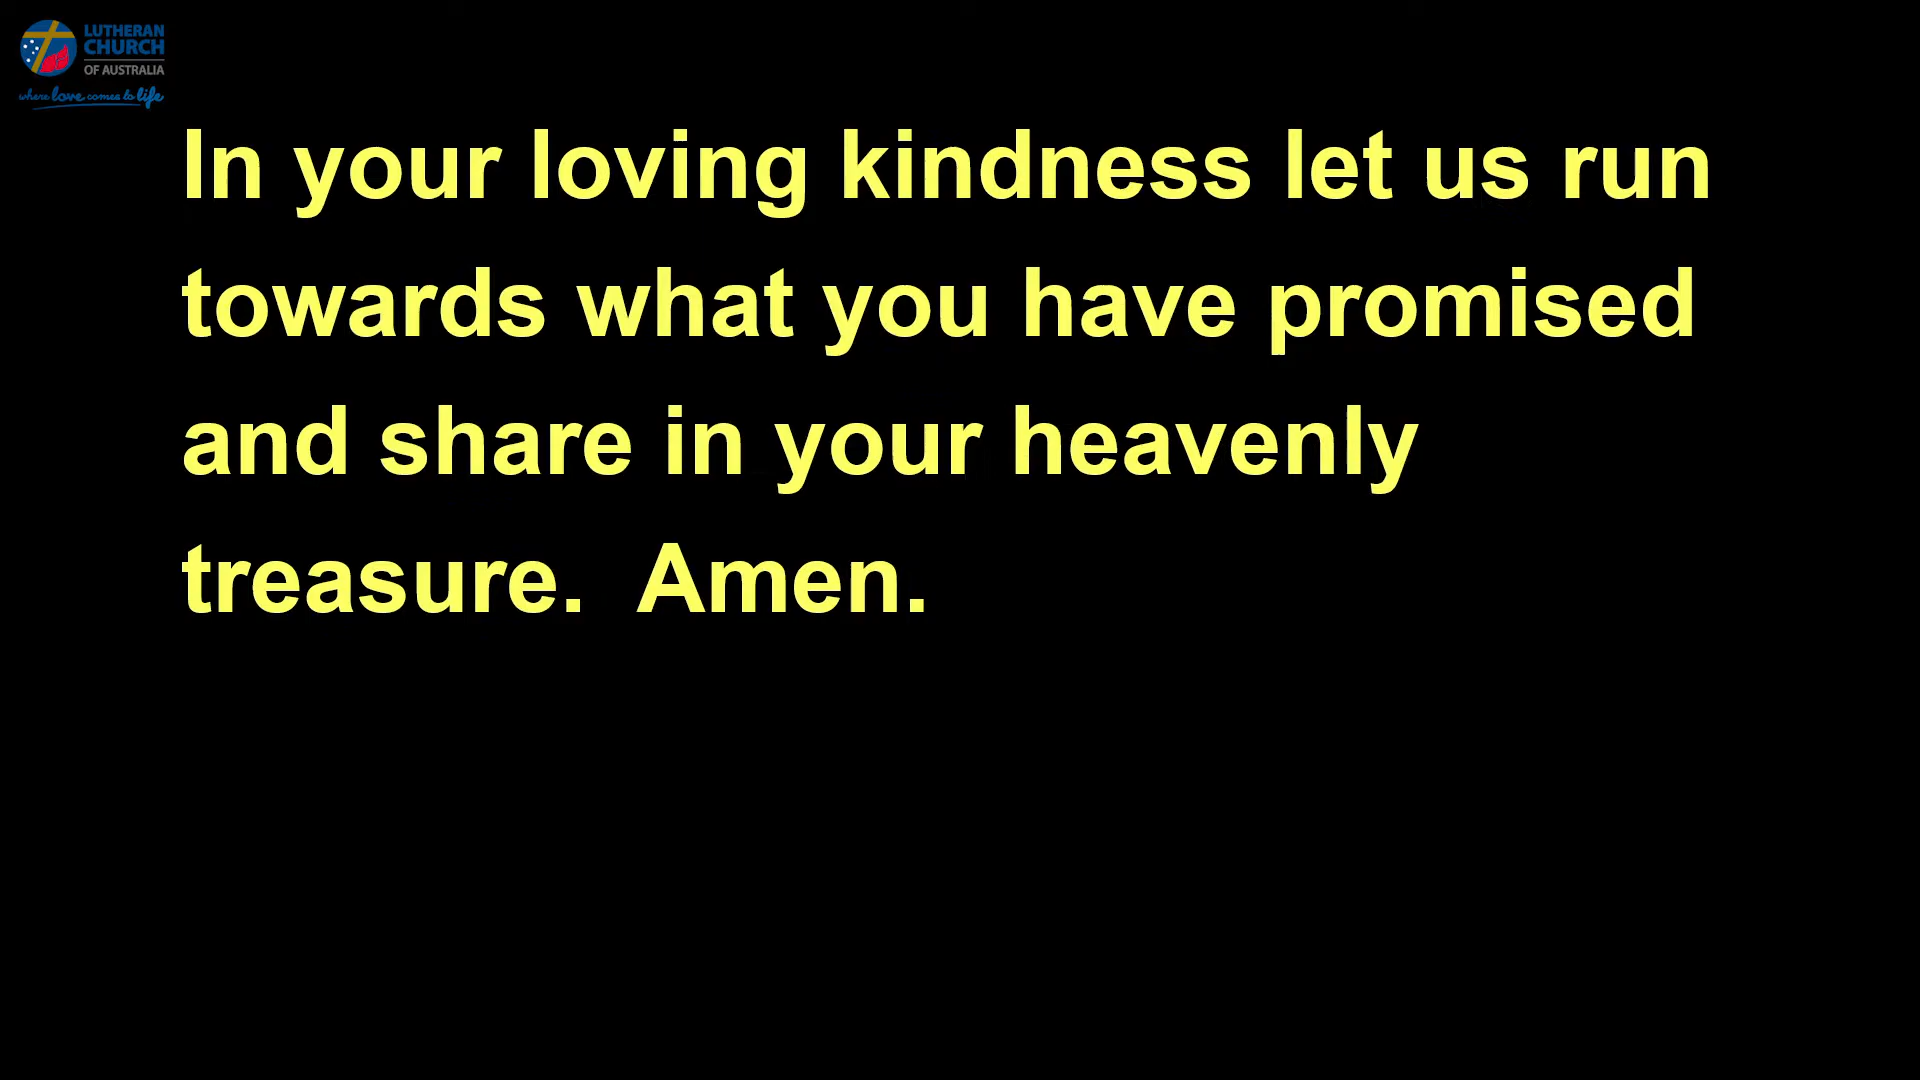 LUTHERAN
CHURCH
OF AUSTRALIA
where love comes to life
In your loving kindness let us run
towards what you have promised
and share in your heavenly
treasure.  Amen.